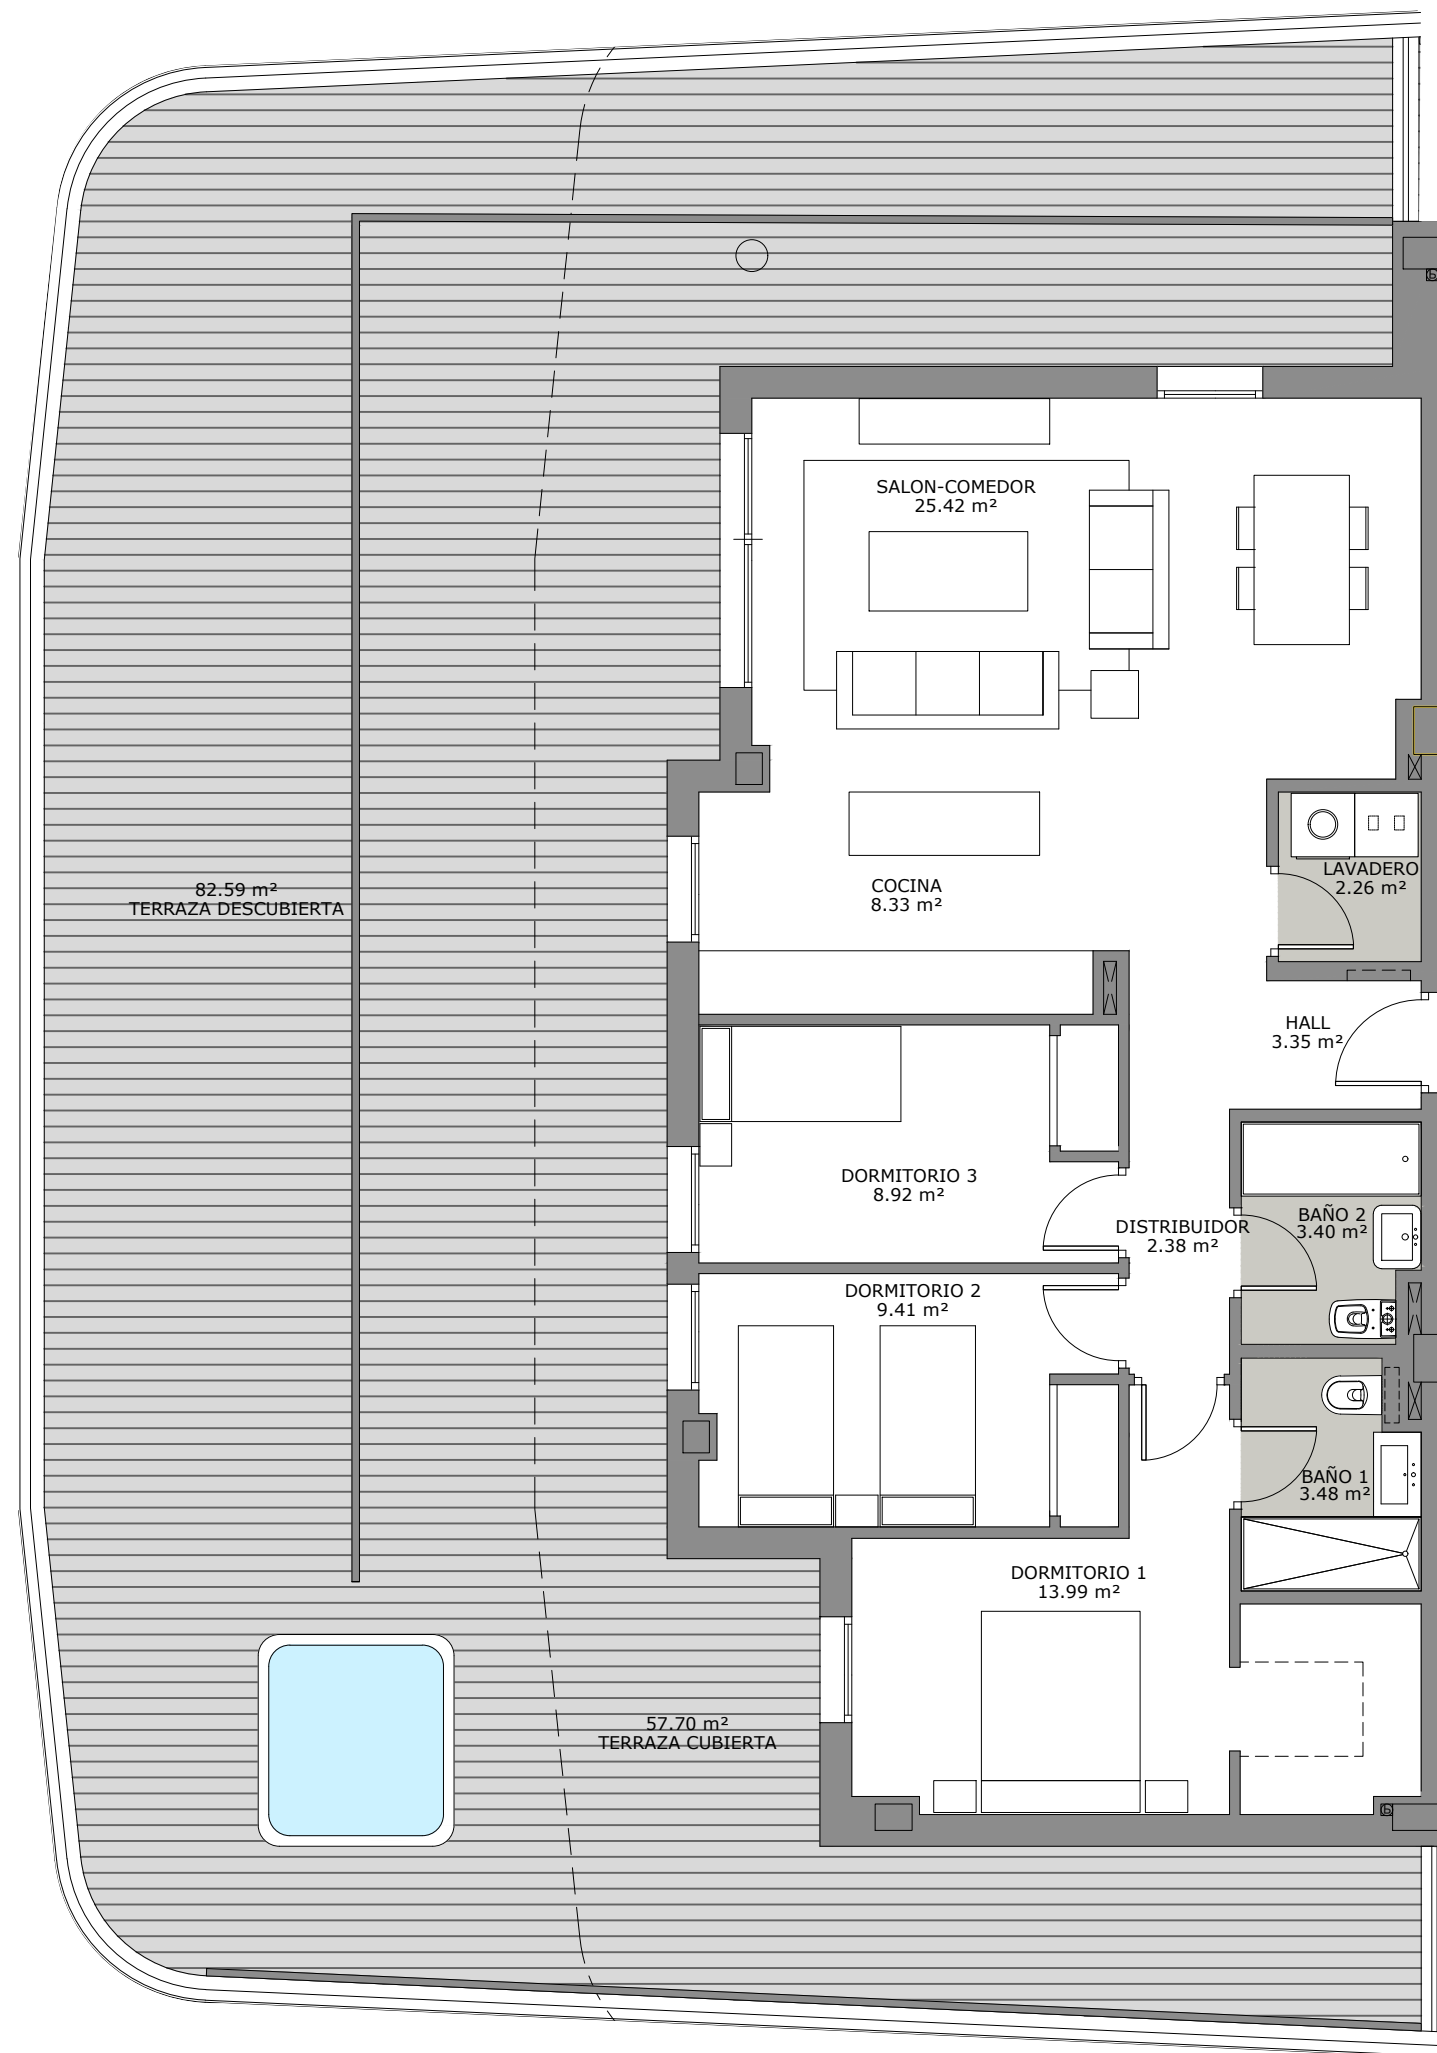 SALON-COMEDOR
25.42 m²
LAVADERO
2.26 m²
82.59 m²
TERRAZA DESCUBIERTA
COCINA
8.33 m²
HALL
3.35 m²
DORMITORIO 3
8.92 m²
DISTRIBUIDOR
2.38 m²
BAÑO 2
3.40 m²
DORMITORIO 2
9.41 m²
BAÑO 1
3.48 m²
DORMITORIO 1
13.99 m²
57.70 m²
TERRAZA CUBIERTA